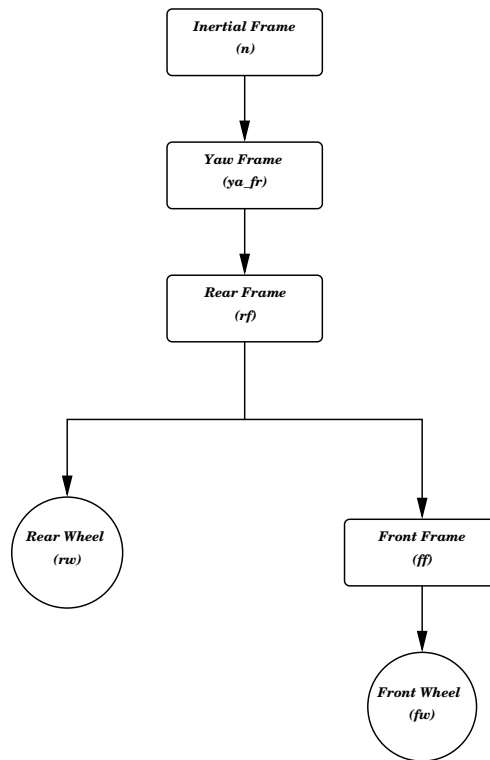 Inertial Frame
(n)
Yaw Frame
(ya_fr)
Rear Frame
(rf)
Rear Wheel
(rw)
Front Frame
(ff)
Front Wheel
(fw)